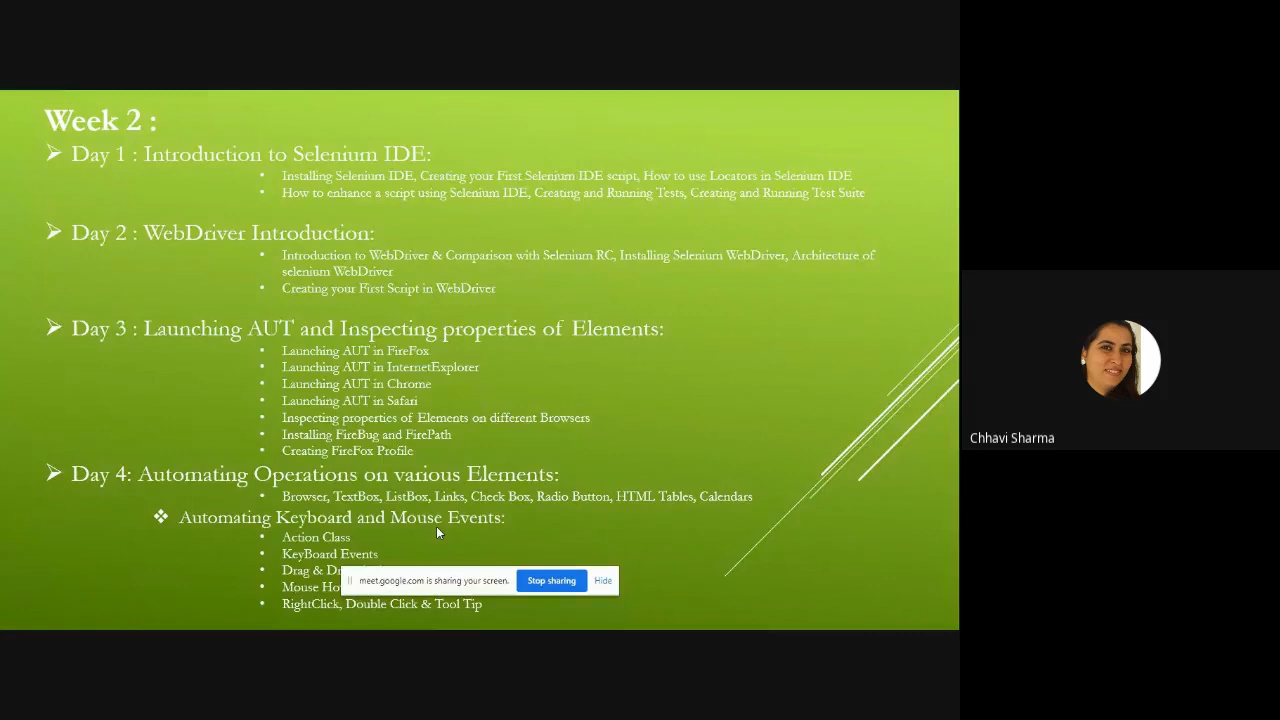 Week 2 :
Day 1 : Introduction to Selenium IDE:
Installing Selenium IDE, Creating your First Selenium IDE script, How to use Locators in Selenium IDE
How to enhance a script using Selenium IDE, Creating and Running Tests, Creating and Running Test Suite
Day 2 : WebDriver Introduction:
Introduction to WebDriver & Comparison with Selenium RC, Installing Selenium WebDriver, Architecture of
selenium WebDriver
Creating your First Script in WebDriver
Day 3 : Launching AUT and Inspecting properties of Elements:
Launching AUT in FireFox
Launching AUT in InternetExplorer
Launching AUT in Chrome
Launching AUT in Safari
Inspecting properties of Elements on different Browsers
Installing FireBug and FirePath
Creating FireFox Profile
Day 4: Automating Operations on various Elements:
Browser, TextBox, ListBox, Links, Check Box, Radio Button, HTML Tables, Calendars
Automating Keyboard and Mouse Events:
Action Class
KeyBoard Events
Drag &
Mouse
meet.google.com is sharing your screen. Stop sharing Hide
RightClick, Double Click & Tool Tip
Chhavi Sharma